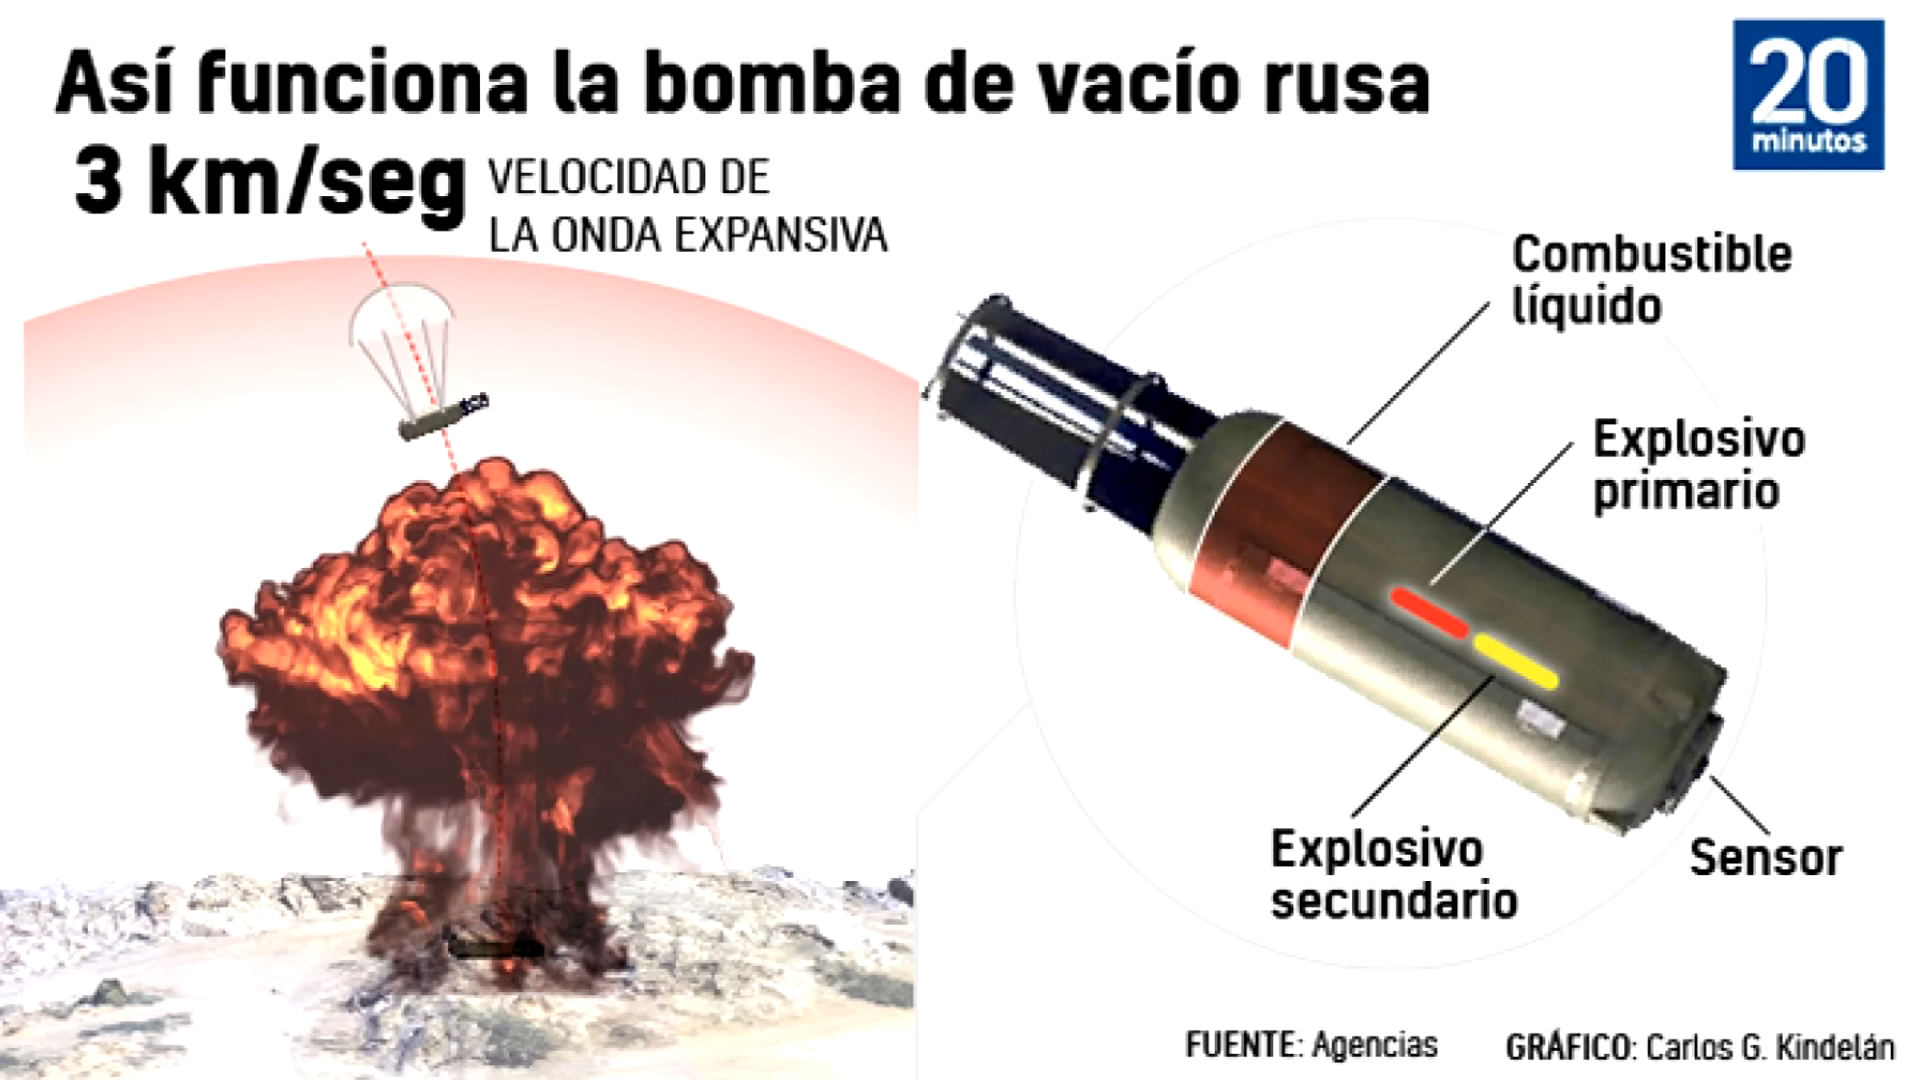 Así funciona la bomba de vacío rusa
20
minutos
3 km/seg
VELOCIDAD DE
LA ONDA EXPANSIVA
Combustible
líquido
Explosivo
primario
Explosivo
secundario
Sensor
FUENTE: Agencias
GRÁFICO: Carlos G. Kindelán